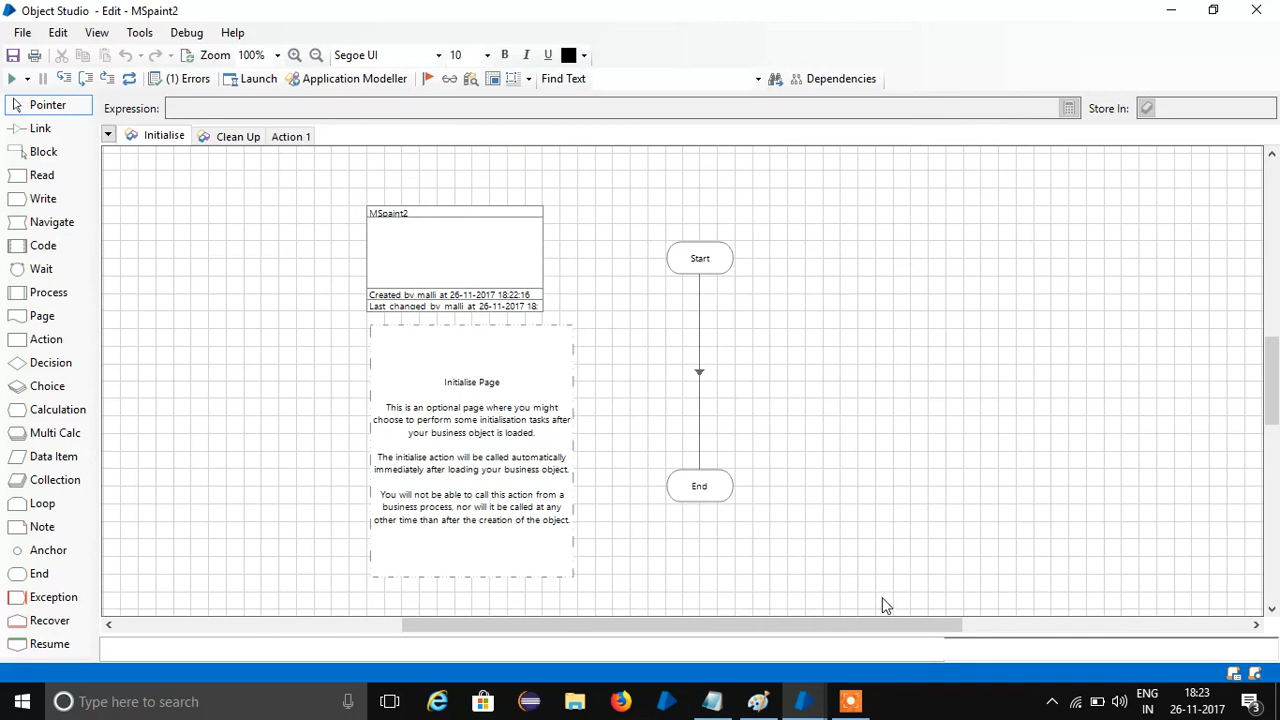 Object Studio - Edit - MSpaint2
File Edit View Tools Debug Help
Zoom 100% Segoe UI 10 B I U
(1) Errors Launch Application Modeller Find Text Dependencies
Pointer
Expression: Store In:
Link
Initialise Clean Up Action 1
Block
Read
Write
Navigate
Code
Wait
Process
Page
Action
Decision
Choice
Calculation
Multi Calc
Data Item
Collection
Loop
Note
Anchor
End
Exception
Recover
Resume
MSpaint2
Created by malli at 26-11-2017 18:22:16
Last changed by malli at 26-11-2017 18:
Initialise Page
This is an optional page where you might
choose to perform some initialisation tasks after
your business object is loaded.
The initialise action will be called automatically
immediately after loading your business object.
You will not be able to call this action from a
business process, nor will it be called at any
other time than after the creation of the object.
Start
End
Type here to search
ENG
IN
18:23
26-11-2017
3